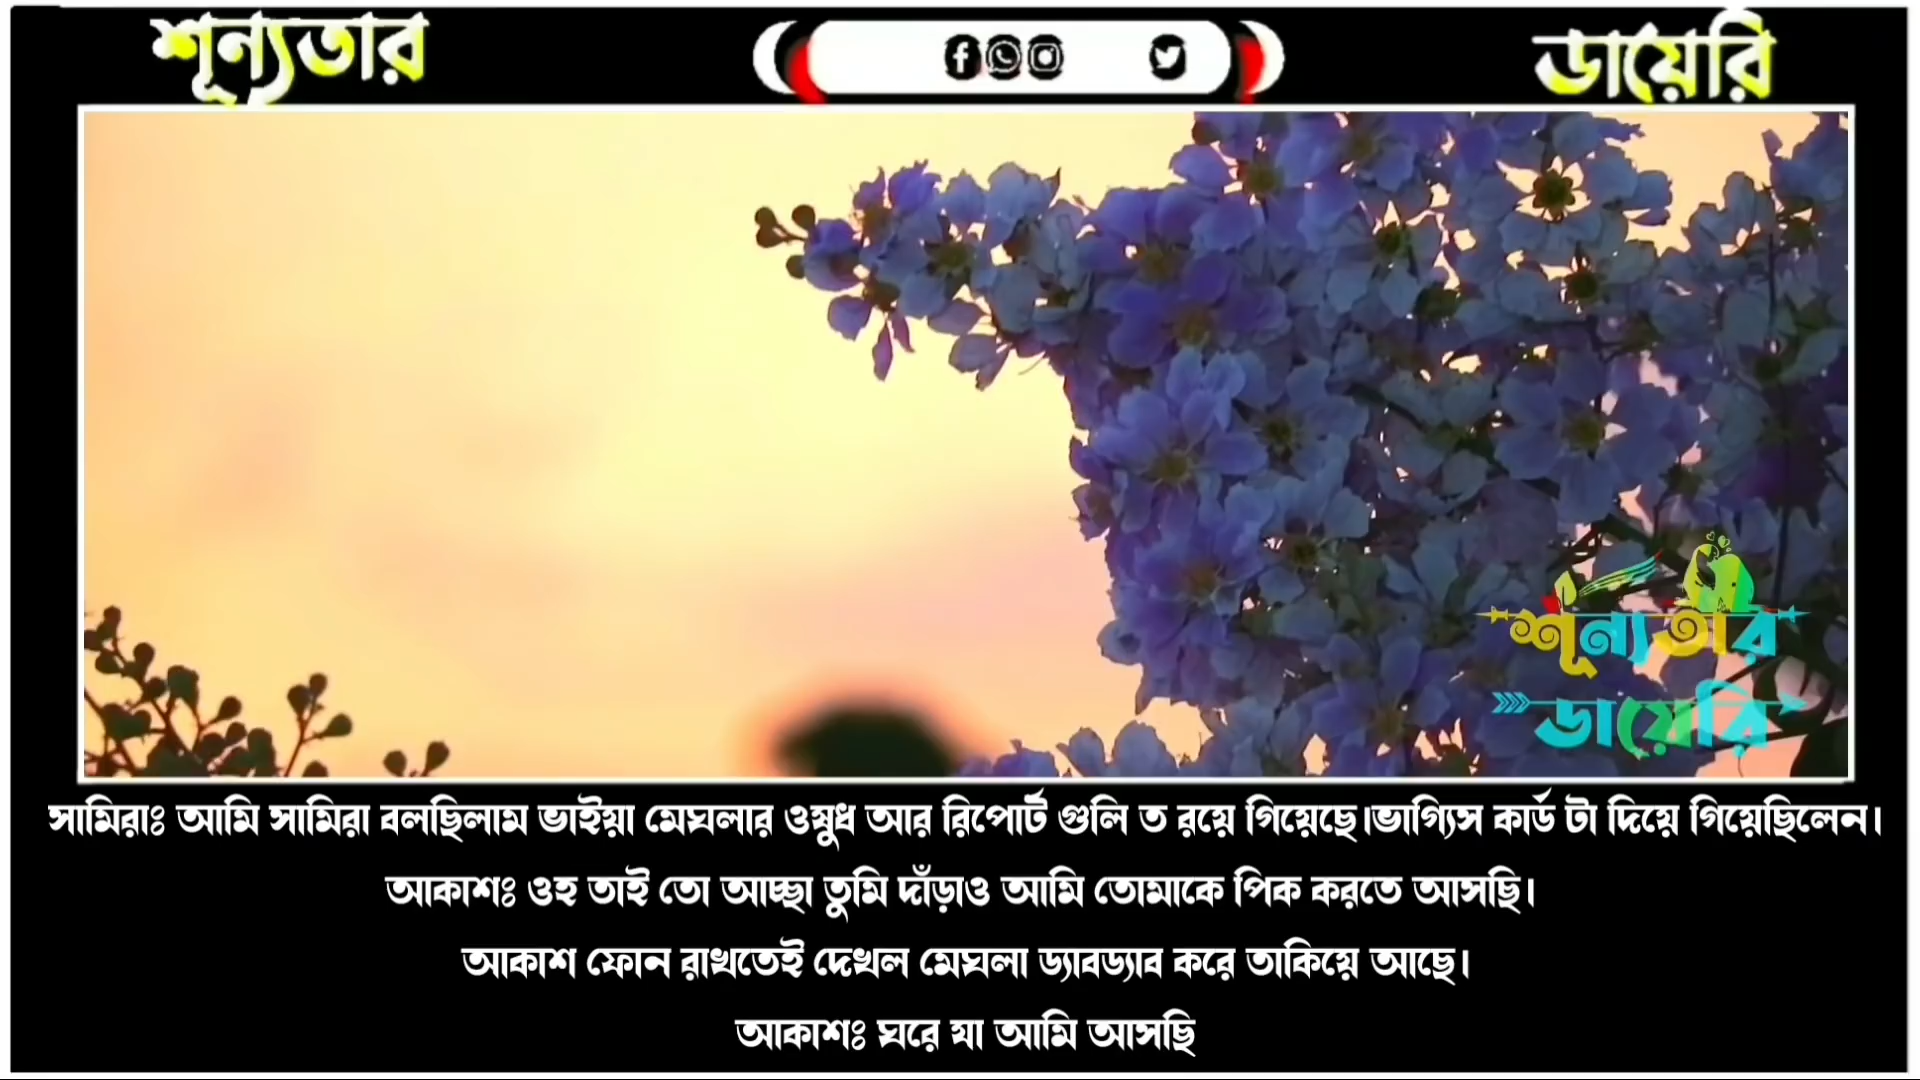 শূন্যতার
ডায়েরি
শূন্যতার
ডায়েরি
সামিরাঃ আমি সামিরা বলছিলাম ভাইয়া মেঘলার ওষুধ আর রিপোর্ট গুলি ত রয়ে গিয়েছে।ভাগ্যিস কার্ড টা দিয়ে গিয়েছিলেন।
আকাশঃ ওহ তাই তো আচ্ছা তুমি দাঁড়াও আমি তোমাকে পিক করতে আসছি।
আকাশ ফোন রাখতেই দেখল মেঘলা ড্যাবড্যাব করে তাকিয়ে আছে।
আকাশঃ ঘরে যা আমি আসছি